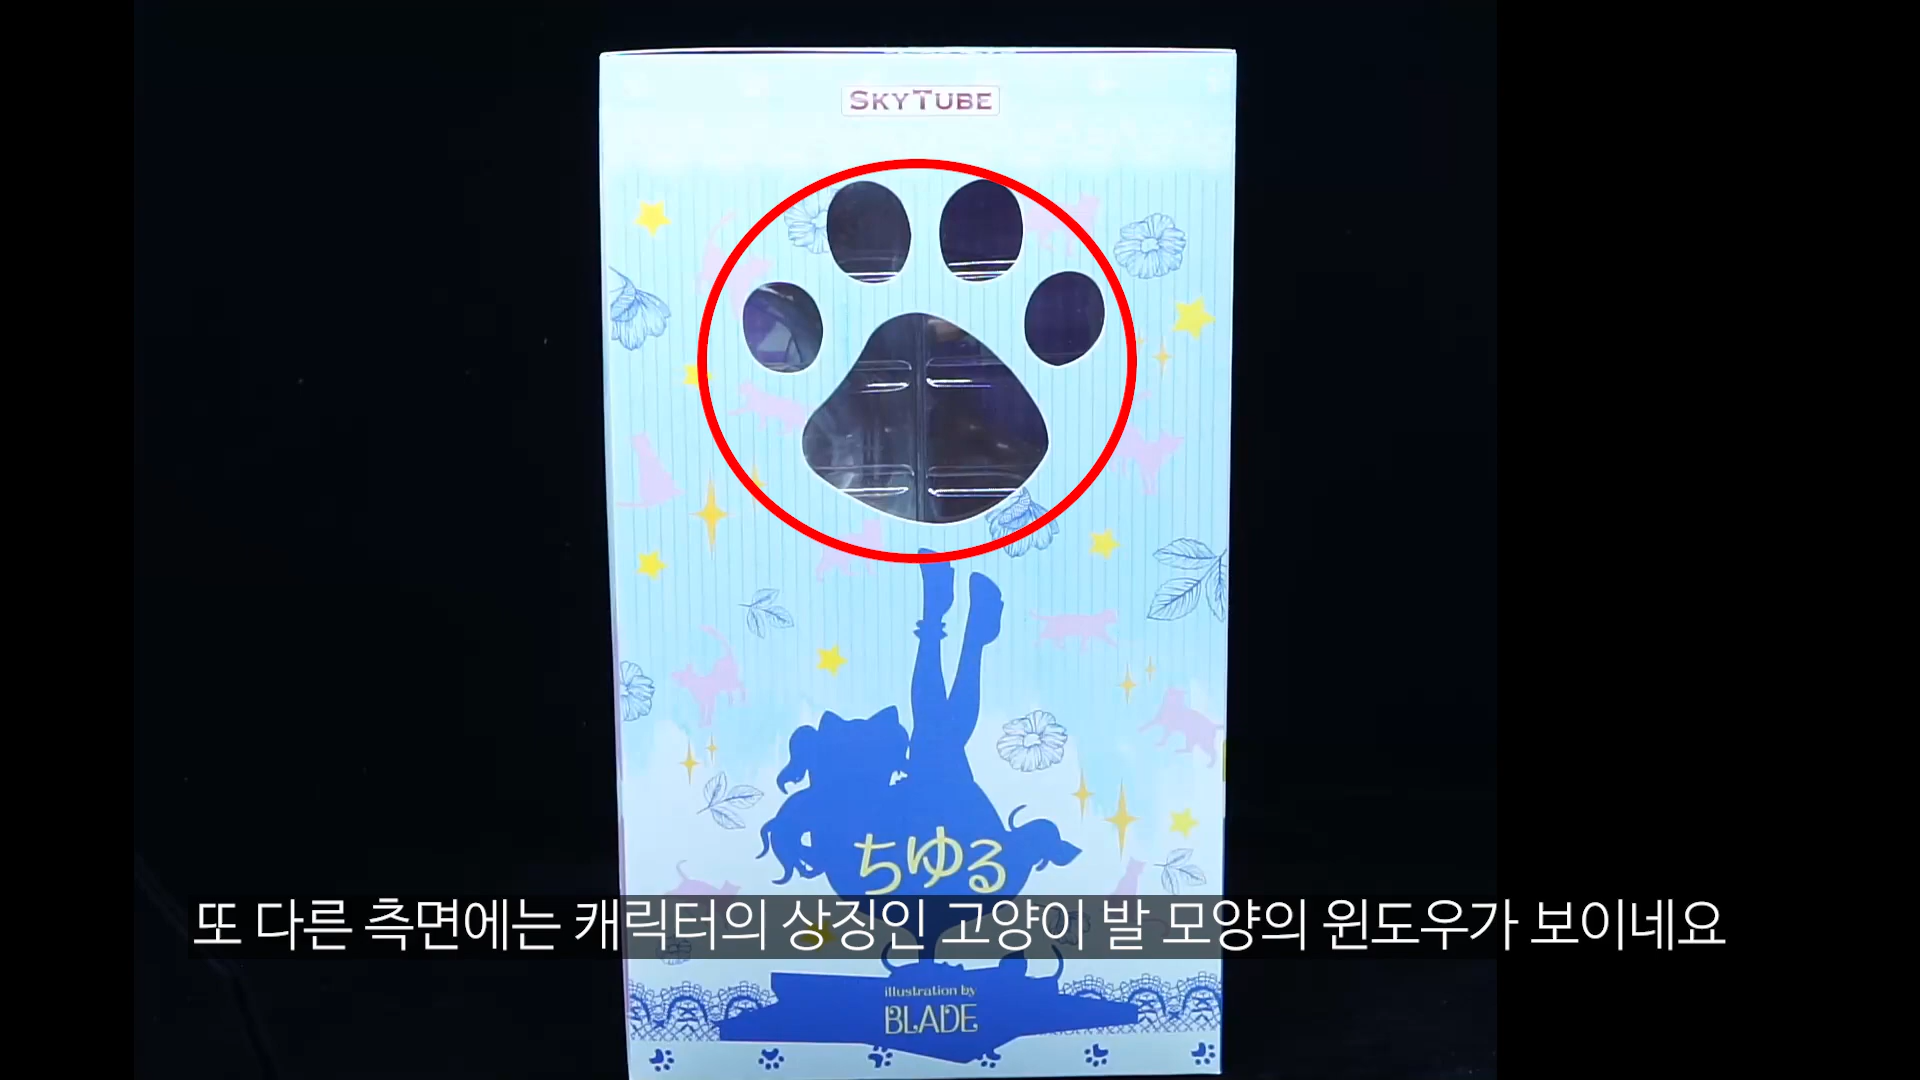 SKYTUBE
ちゆる
또 다른 측면에는 캐릭터의 상징인 고양이 발 모양의 윈도우가 보이네요
illustration by
BLADE